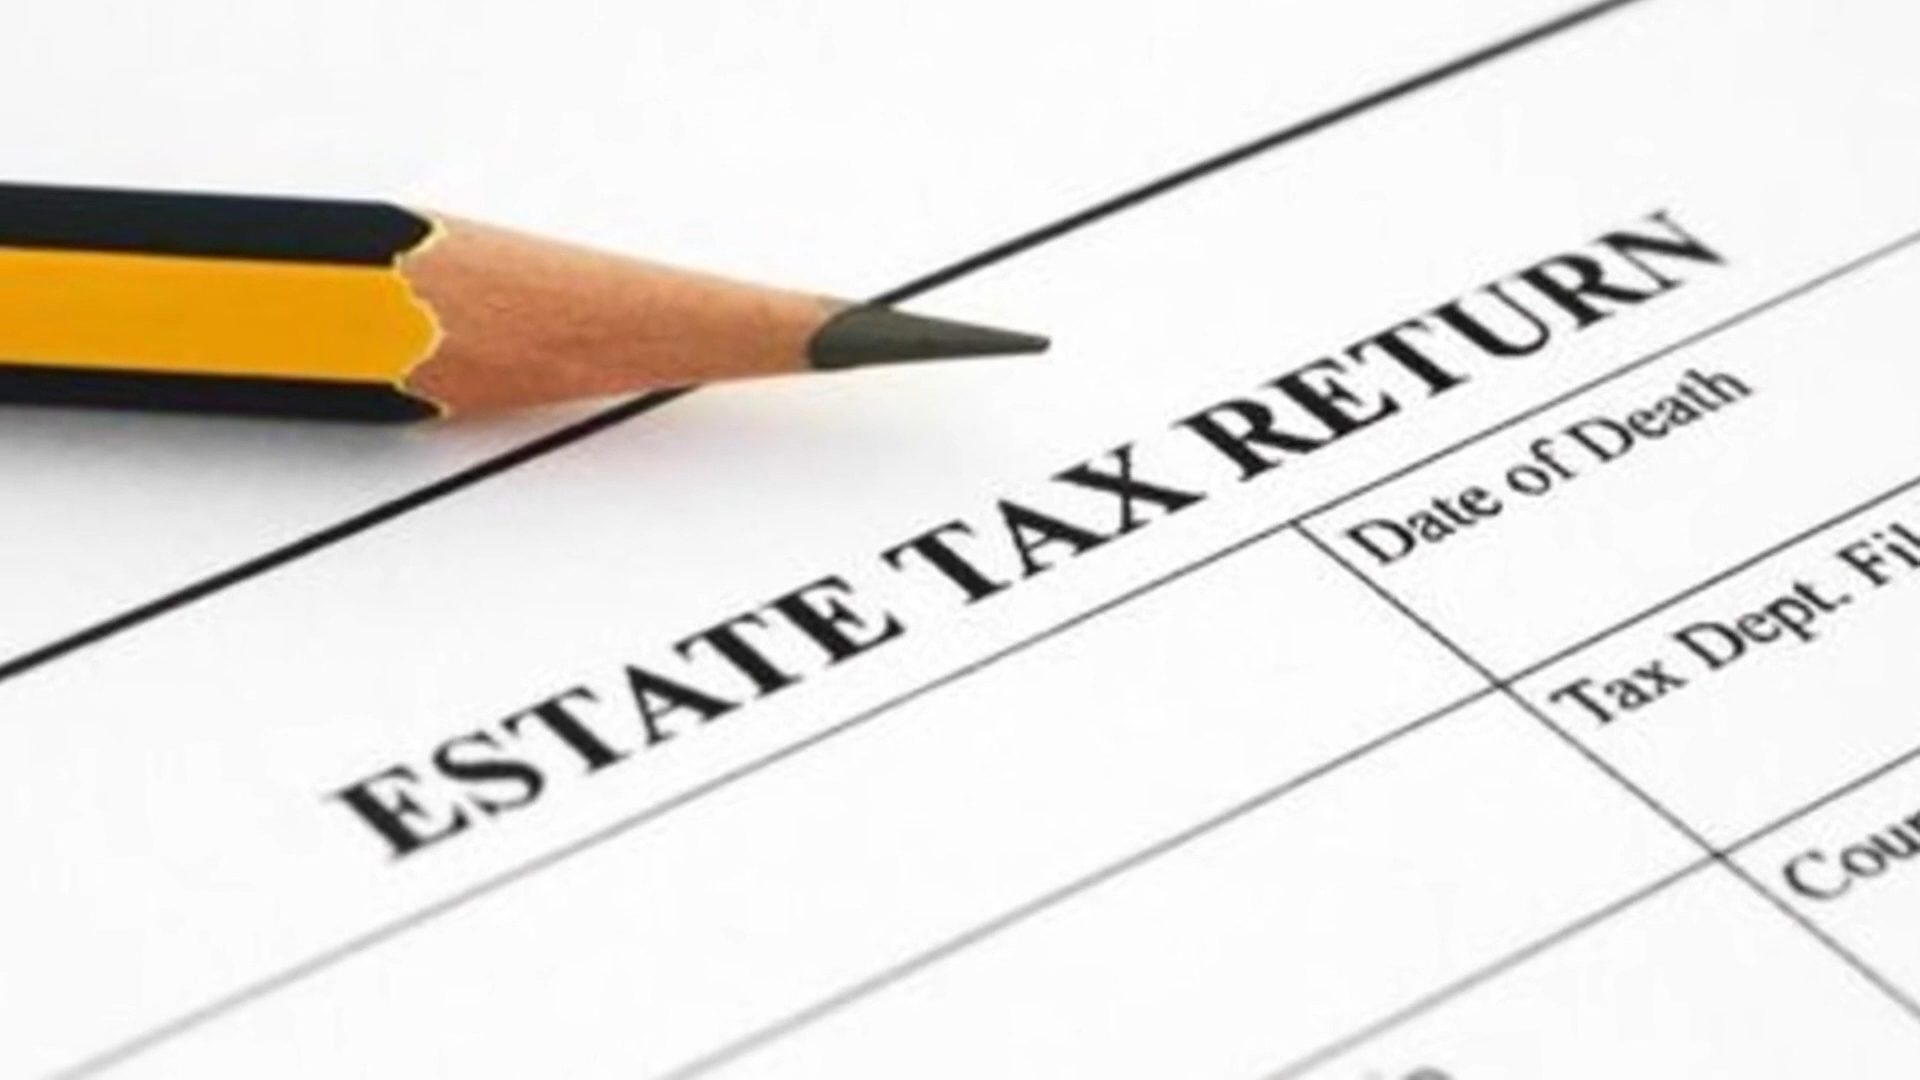 ESTATE TAX RETURN
Date of Death
Tax Dept.